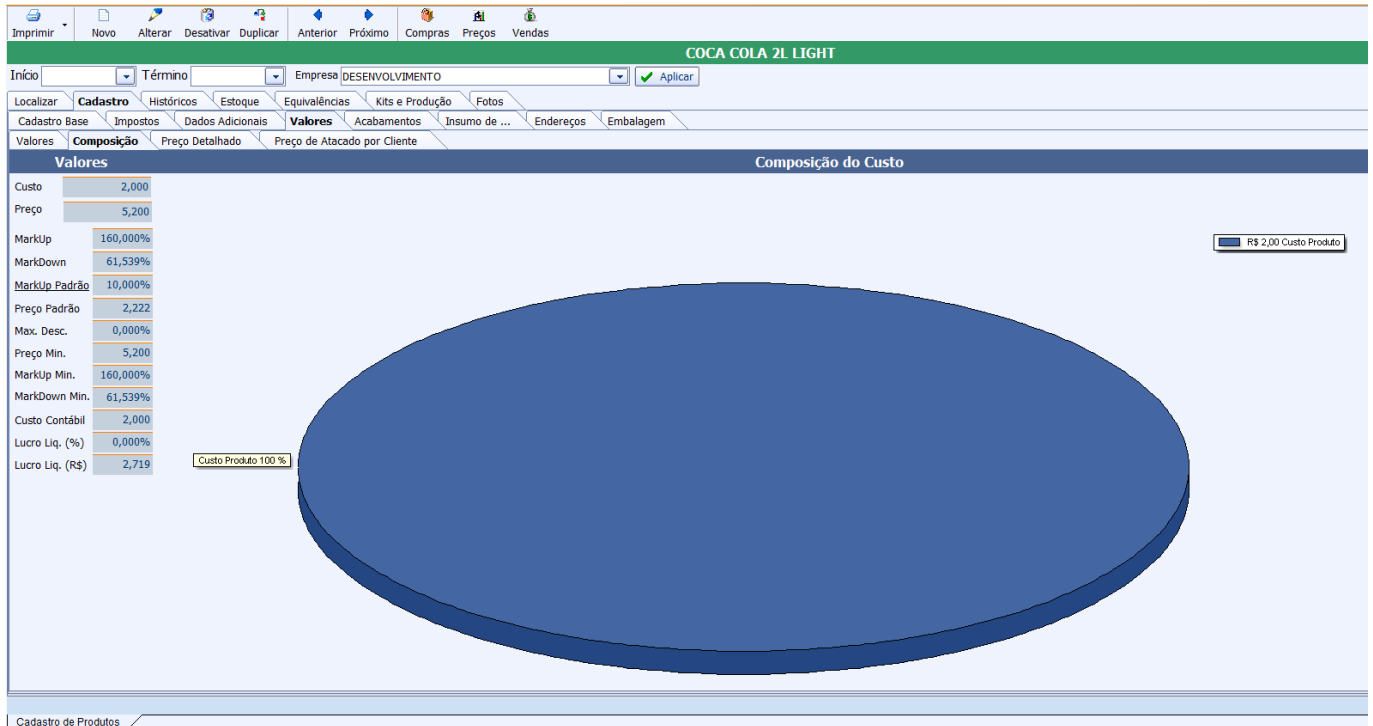 Imprimir Novo Alterar Desativar Duplicar Anterior Próximo Compras Preços Vendas
COCA COLA 2L LIGHT
Início Término Empresa DESENVOLVIMENTO Aplicar
Localizar Cadastro Históricos Estoque Equivalências Kits e Produção Fotos
Cadastro Base Impostos Dados Adicionais Valores Acabamentos Insumo de ... Endereços Embalagem
Valores Composição Preço Detalhado Preço de Atacado por Cliente
Valores Composição do Custo
Custo 2,000
Preço 5,200
MarkUp 160,000%
R$ 2,00 Custo Produto
MarkDown 61,539%
MarkUp Padrão 10,000%
Preço Padrão 2,222
Max. Desc. 0,000%
Preço Min. 5,200
MarkUp Min. 160,000%
MarkDown Min. 61,539%
Custo Contábil 2,000
Lucro Liq. (%) 0,000%
Lucro Liq. (R$) 2,719
Custo Produto 100 %
Cadastro de Produtos